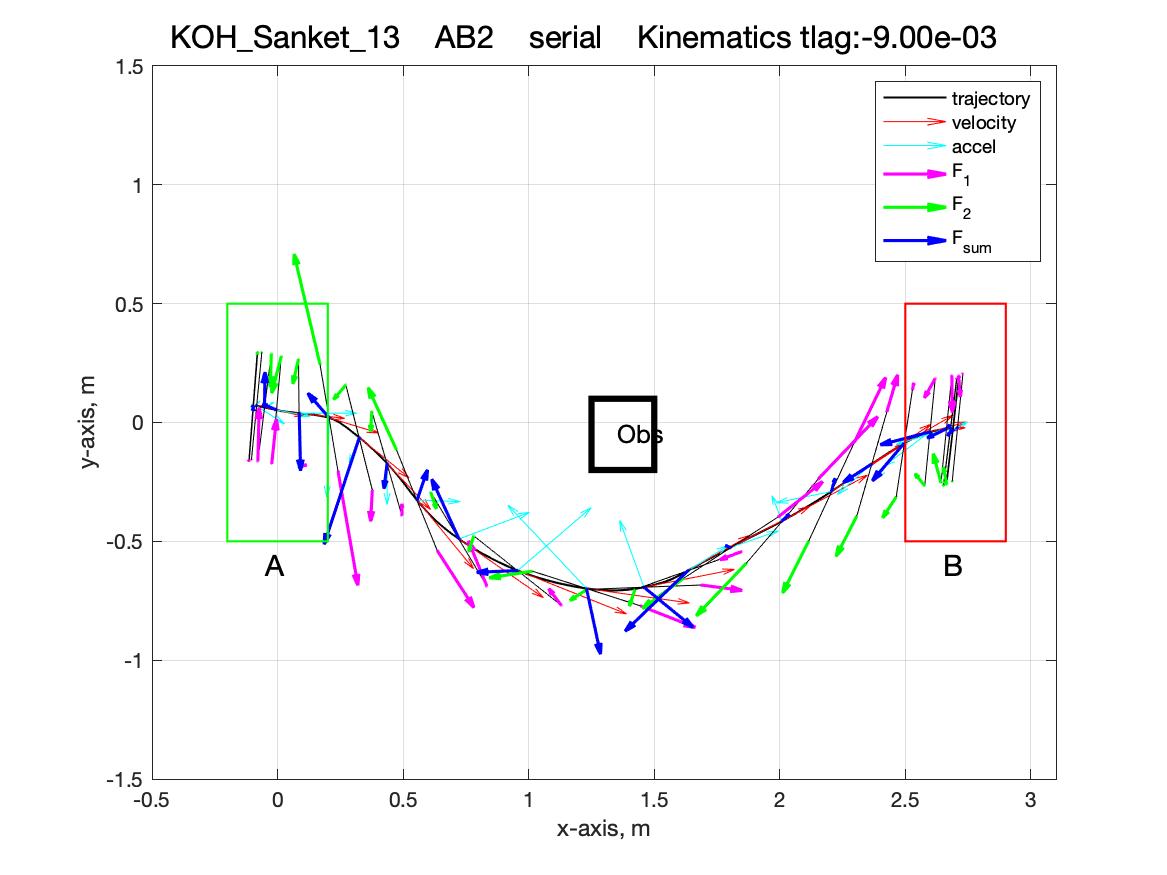 KOH_Sanket_13 AB2 serial Kinematics tlag:-9.00e-03
1.5
1
0.5
0
-0.5
-1
-1.5
y-axis, m
trajectory
velocity
accel
F1
F2
Fsum
Obs
A
B
-0.5 0 0.5 1 1.5 2 2.5 3
x-axis, m